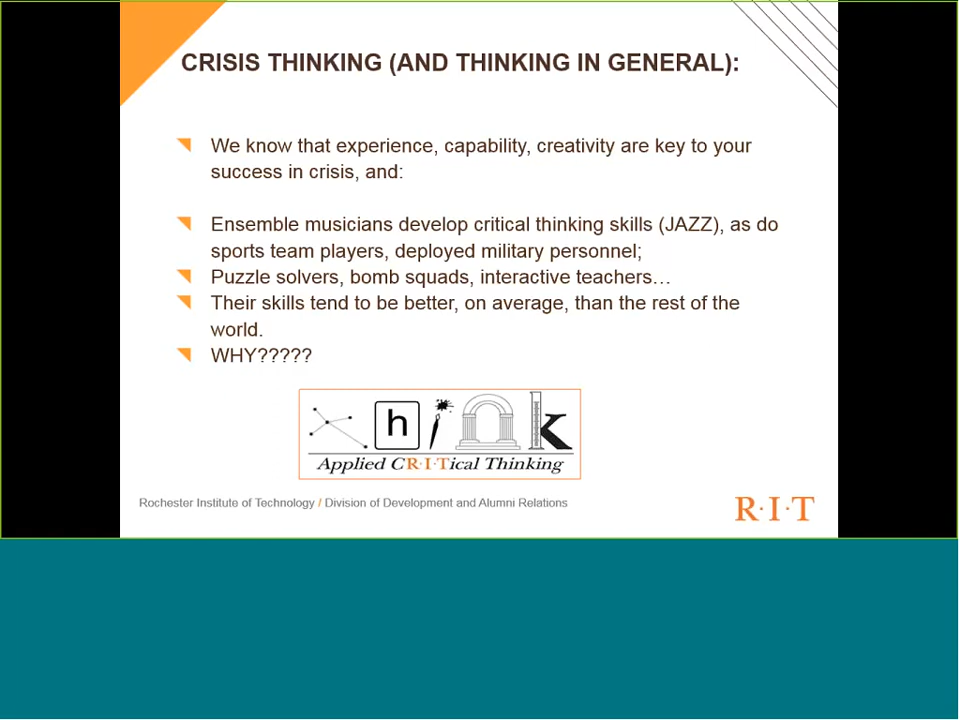 CRISIS THINKING (AND THINKING IN GENERAL):
We know that experience, capability, creativity are key to your
success in crisis, and:
Ensemble musicians develop critical thinking skills (JAZZ), as do
sports team players, deployed military personnel;
Puzzle solvers, bomb squads, interactive teachers…
Their skills tend to be better, on average, than the rest of the
world.
WHY?????
think
Applied CR·I·Tical Thinking
Rochester Institute of Technology / Division of Development and Alumni Relations
R·I·T